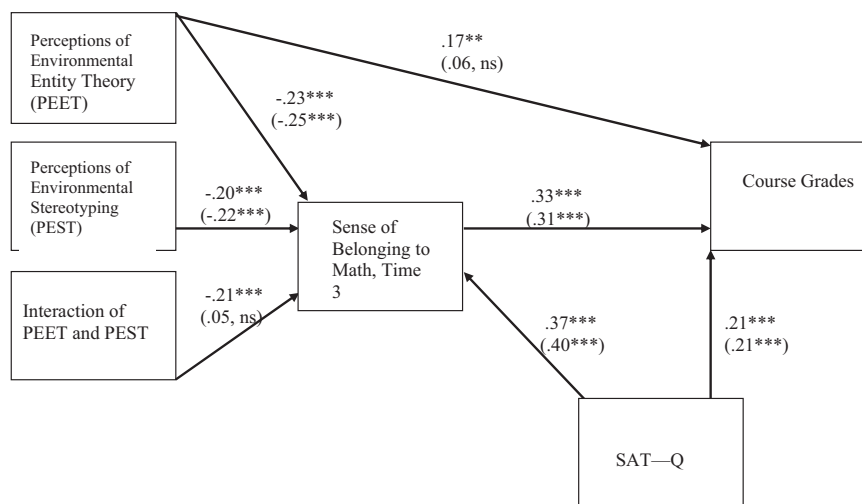 Perceptions of
Environmental
Entity Theory
(PEET)
.17**
(.06, ns)
-.23***
(-.25***)
Perceptions of
Environmental
Stereotyping
(PEST)
-.20***
(-.22***)
Sense of
Belonging to
Math, Time
3
.33***
(.31***)
Course Grades
Interaction of
PEET and PEST
-.21***
(.05, ns)
.37***
(.40***)
.21***
(.21***)
SAT—Q